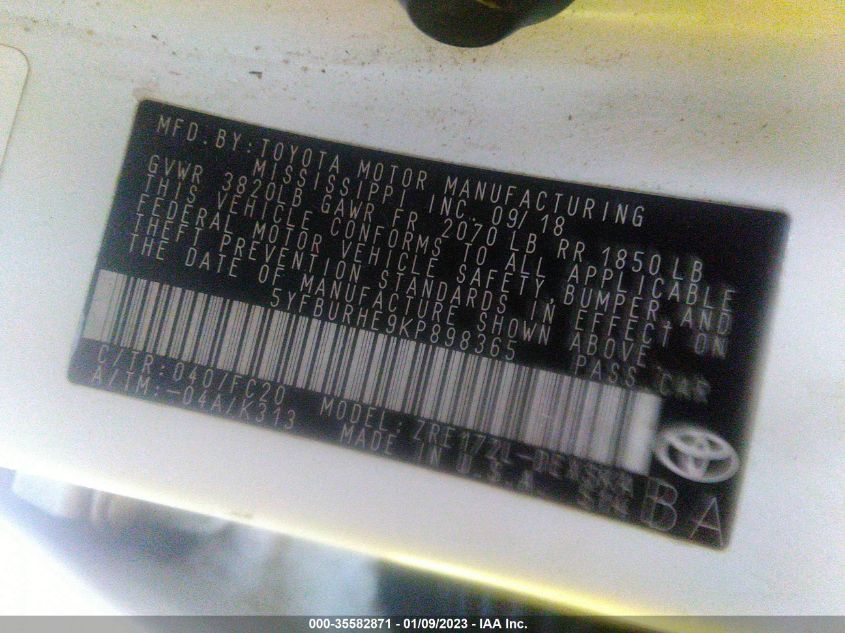 MFD.BY:TOYOTA MOTOR MANUFACTURING
MISSISSIPPI INC. 09/18
GVWR 3820LB GAWR FR 2070 LB RR 1850LB
THIS VEHICLE CONFORMS TO ALL APPLICABLE
FEDERAL MOTOR VEHICLE SAFETY,BUMPER AND
THEFT PREVENTION STANDARDS IN EFFECT ON
THE DATE OF MANUFACTURE SHOWN ABOVE.
5YFBURHE9KP898365 PASS CAR
C/TR:040/FC20 MODEL:
A/TM:-04A/K313 MADE IN U.S.A.
BA
000-35582871 - 01/09/2023 - IAA Inc.